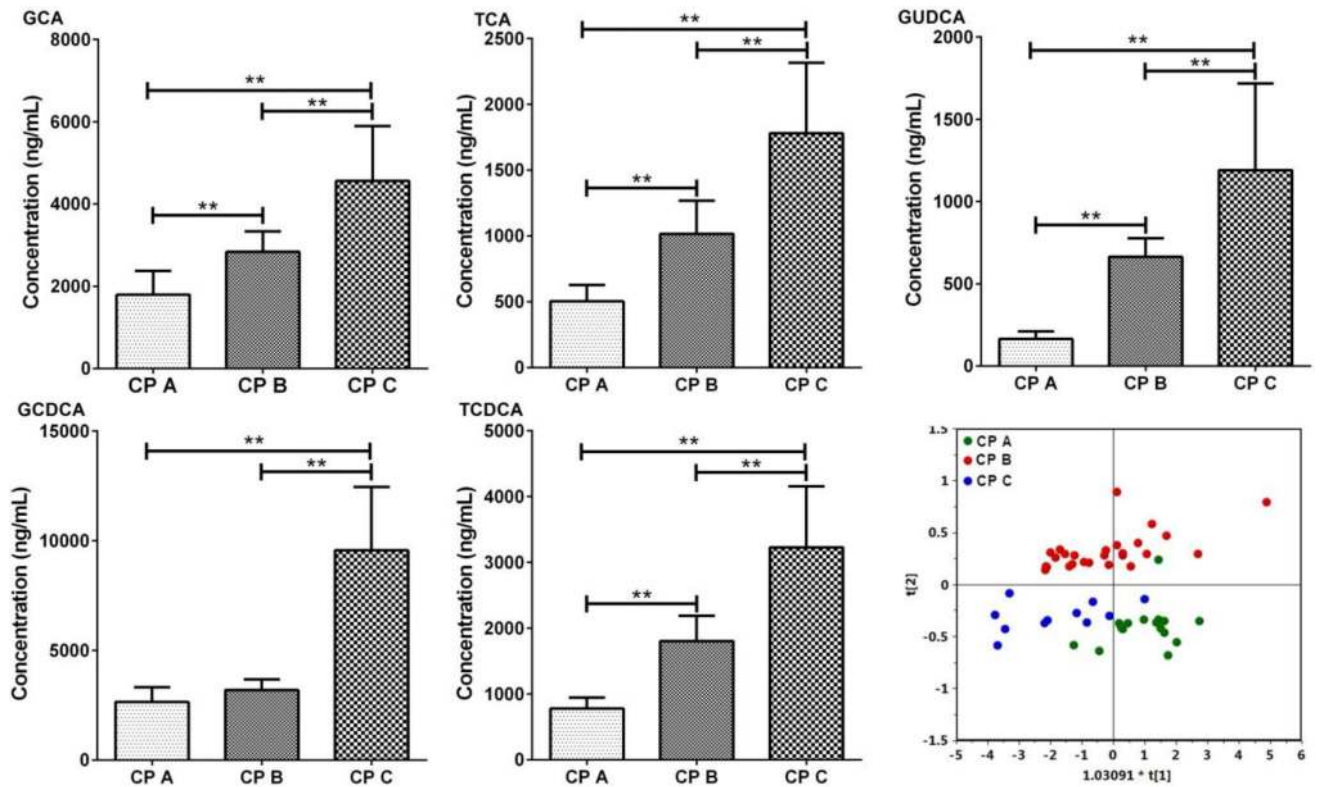 GCA
8000
6000
4000
2000
0
Concentration (ng/mL)
**
**
**
CP A CP B CP C
TCA
2500
2000
1500
1000
500
0
Concentration (ng/mL)
**
**
**
CP A CP B CP C
GUDCA
2000
1500
1000
500
0
Concentration (ng/mL)
**
**
**
CP A CP B CP C
GCDCA
15000
10000
5000
0
Concentration (ng/mL)
**
**
CP A CP B CP C
TCDCA
5000
4000
3000
2000
1000
0
Concentration (ng/mL)
**
**
**
CP A CP B CP C
1.5
1
0.5
0
-0.5
-1
-1.5
t[2]
CP A
CP B
CP C
-5 -4 -3 -2 -1 0 1 2 3 4 5 6
1.03091 * t[1]